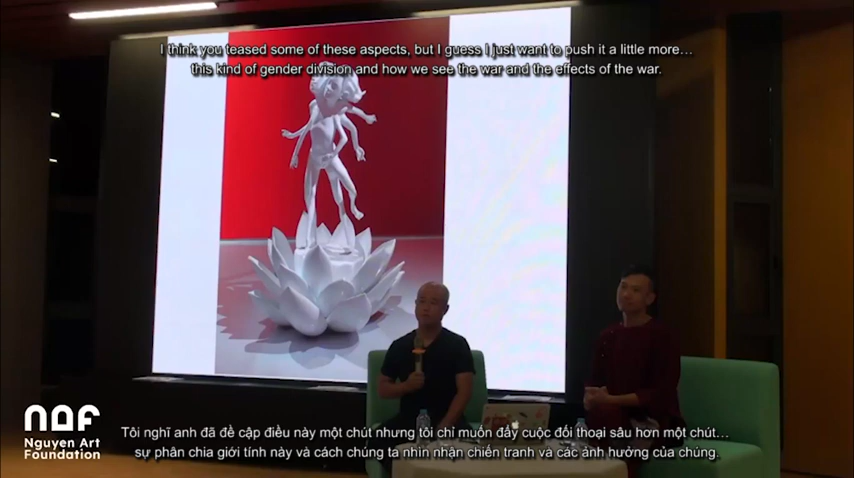 I think you teased some of these aspects, but I guess I just want to push it a little more…
this kind of gender division and how we see the war and the effects of the war.
naf
Nguyen Art
Foundation
Tôi nghĩ anh đã đề cập điều này một chút nhưng tôi chỉ muốn đẩy cuộc đối thoại sâu hơn một chút…
sự phân chia giới tính này và cách chúng ta nhìn nhận chiến tranh và các ảnh hưởng của chúng.